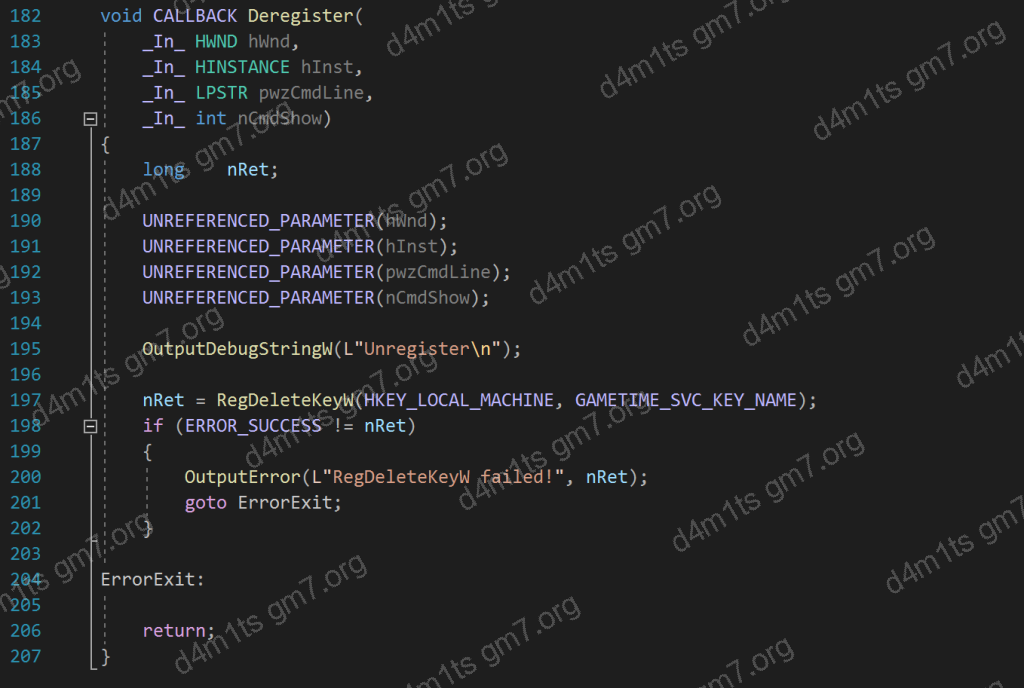 182 void CALLBACK Deregister(
183 _In_ HWND hWnd,
184 _In_ HINSTANCE hInst,
185 _In_ LPSTR pwzCmdLine,
186 _In_ int nCmdShow)
187 {
188 long nRet;
189
190 UNREFERENCED_PARAMETER(hWnd);
191 UNREFERENCED_PARAMETER(hInst);
192 UNREFERENCED_PARAMETER(pwzCmdLine);
193 UNREFERENCED_PARAMETER(nCmdShow);
194
195 OutputDebugStringW(L"Unregister\n");
196
197 nRet = RegDeleteKeyW(HKEY_LOCAL_MACHINE, GAMETIME_SVC_KEY_NAME);
198 if (ERROR_SUCCESS != nRet)
199 {
200 OutputError(L"RegDeleteKeyW failed!", nRet);
201 goto ErrorExit;
202 }
203
204 ErrorExit:
205
206 return;
207 }
d4m1ts gm7.org